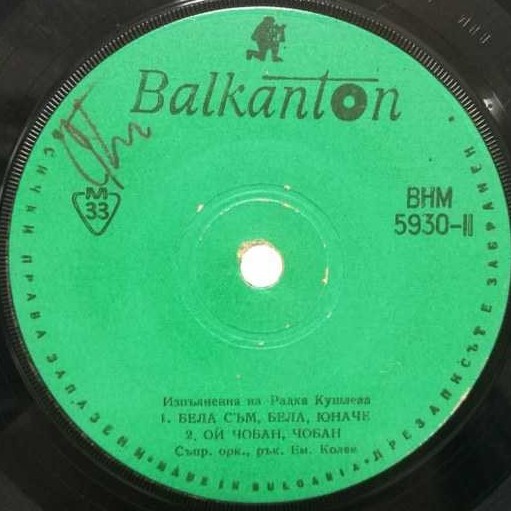 Balkanton
М
33
ВНМ
5930-II
Изпълнения на Радка Кушлева
1. БЕЛА СЪМ, БЕЛА, ЮНАЧЕ
2. ОЙ ЧОБАН, ЧОБАН
Съпр. орк., рък. Ем. Колев
ВСИЧКИ ПРАВА ЗАПАЗЕНИ • MADE IN BULGARIA • ПРЕЗАПИСЪТ Е ЗАБРАНЕН •